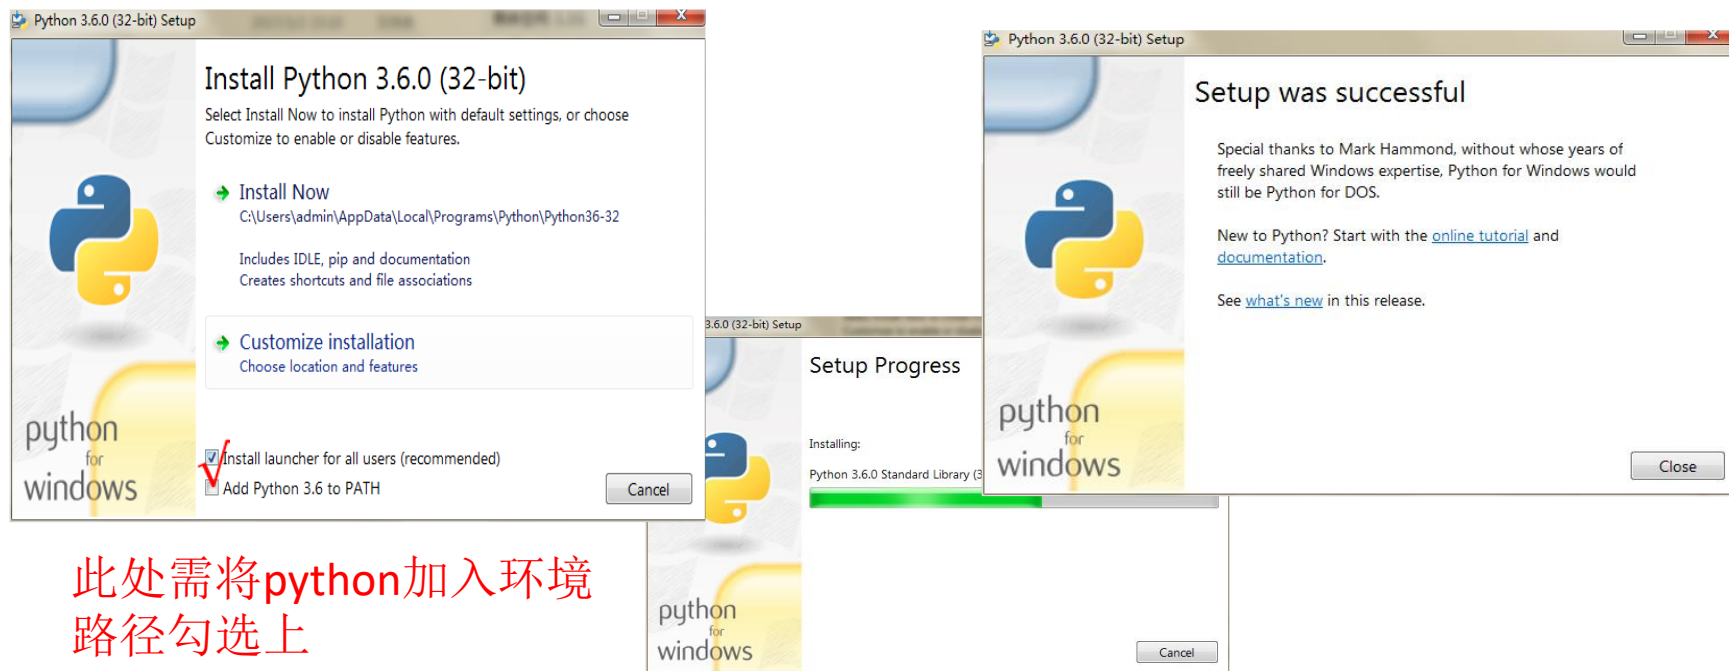 Python 3.6.0 (32-bit) Setup
Install Python 3.6.0 (32-bit)
Select Install Now to install Python with default settings, or choose
Customize to enable or disable features.
Install Now
C:\Users\admin\AppData\Local\Programs\Python\Python36-32
Includes IDLE, pip and documentation
Creates shortcuts and file associations
Customize installation
Choose location and features
python
for
windows
√
Install launcher for all users (recommended)
Add Python 3.6 to PATH
Cancel
此处需将python加入环境
路径勾选上
3.6.0 (32-bit) Setup
Setup Progress
Installing:
Python 3.6.0 Standard Library (3
python
for
windows
Cancel
Python 3.6.0 (32-bit) Setup
Setup was successful
Special thanks to Mark Hammond, without whose years of
freely shared Windows expertise, Python for Windows would
still be Python for DOS.
New to Python? Start with the online tutorial and
documentation.
See what's new in this release.
python
for
windows
Close